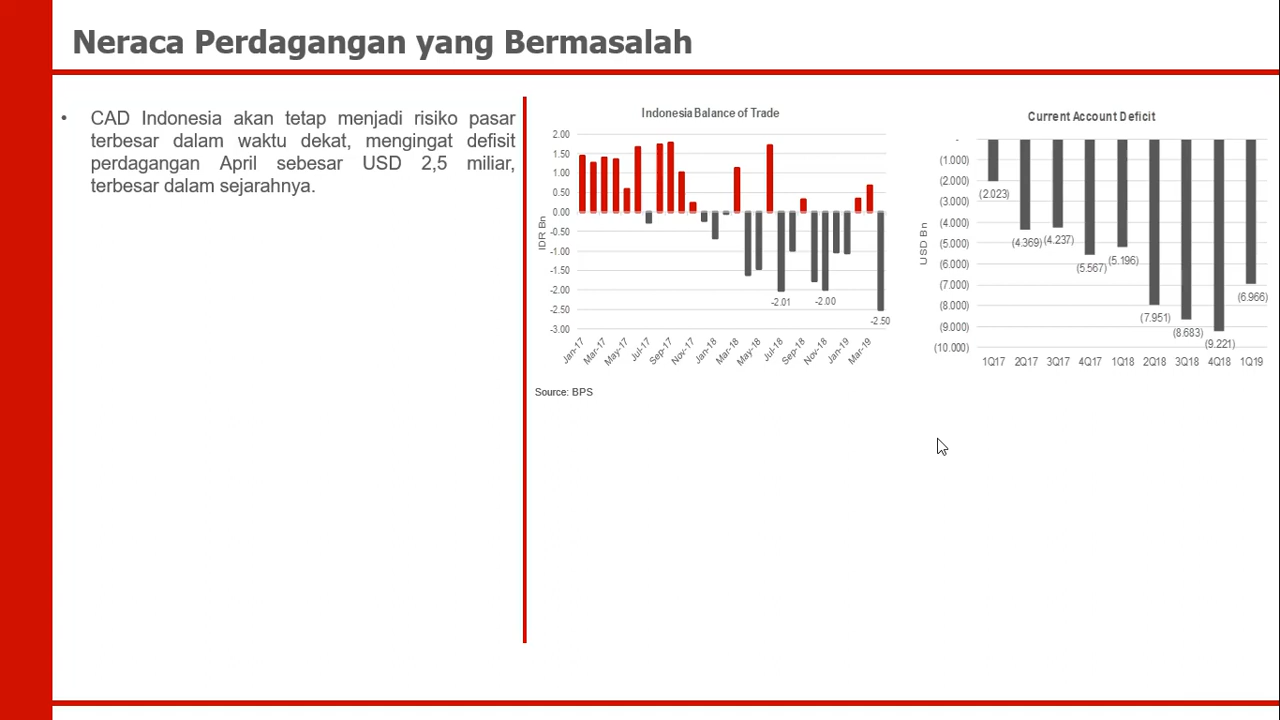 Neraca Perdagangan yang Bermasalah
• CAD Indonesia akan tetap menjadi risiko pasar
terbesar dalam waktu dekat, mengingat defisit
perdagangan April sebesar USD 2,5 miliar,
terbesar dalam sejarahnya.
Indonesia Balance of Trade
IDR Bn
2.00
1.50
1.00
0.50
0.00
-0.50
-1.00
-1.50
-2.00
-2.50
-3.00
-2.01
-2.00
-2.50
Jan-17
Mar-17
May-17
Jul-17
Sep-17
Nov-17
Jan-18
Mar-18
May-18
Jul-18
Sep-18
Nov-18
Jan-19
Mar-19
Source: BPS
Current Account Deficit
USD Bn
-
(1.000)
(2.000)
(3.000)
(4.000)
(5.000)
(6.000)
(7.000)
(8.000)
(9.000)
(10.000)
(2.023)
(4.369)
(4.237)
(5.567)
(5.196)
(7.951)
(8.683)
(9.221)
(6.966)
1Q17 2Q17 3Q17 4Q17 1Q18 2Q18 3Q18 4Q18 1Q19